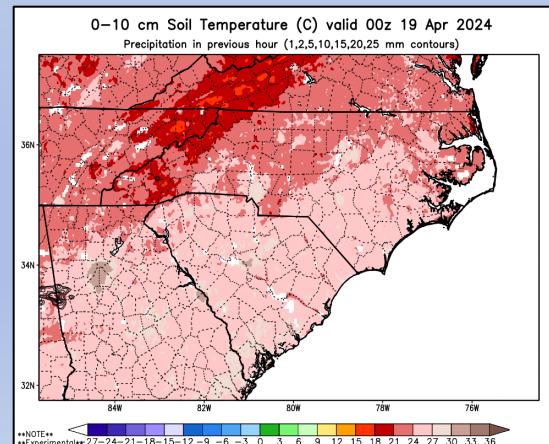 0-10 cm Soil Temperature (C) valid 00z 19 Apr 2024
Precipitation in previous hour (1,2,5,10,15,20,25 mm contours)
36N
34N
32N
84W 82W 80W 78W 76W
**NOTE**
**Experimental** 27-24-21-18-15-12-9 -6 -3 0 3 6 9 12 15 18 21 24 27 30 33 36